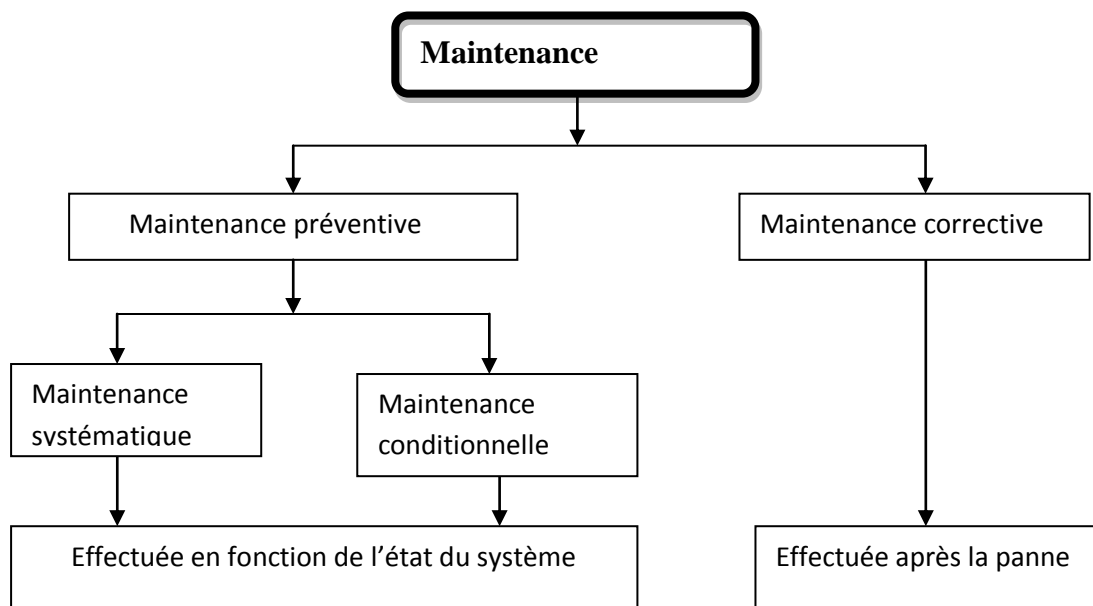 Maintenance
Maintenance préventive
Maintenance corrective
Maintenance
systématique
Maintenance
conditionnelle
Effectuée en fonction de l’état du système
Effectuée après la panne